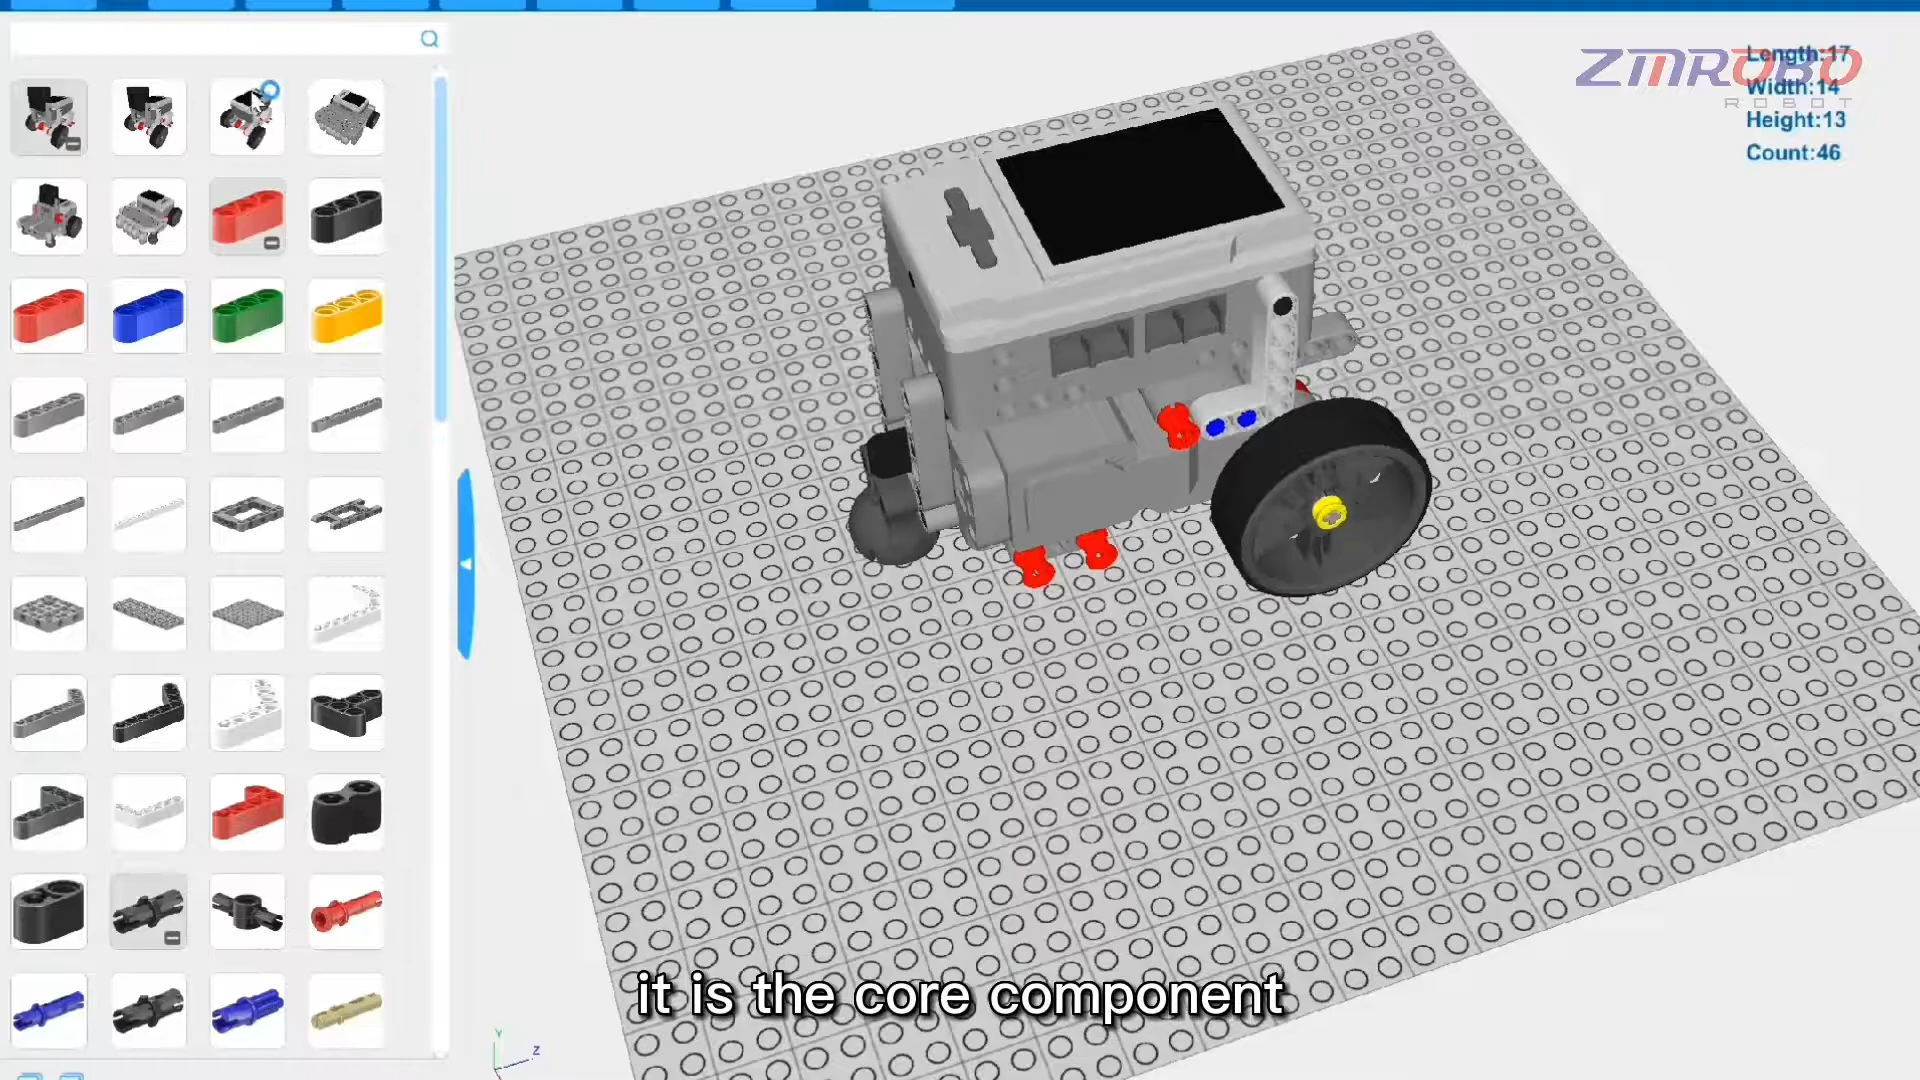 ZMROBO
ROBOT
Length:17
Width:14
Height:13
Count:46
Y
Z
it is the core component